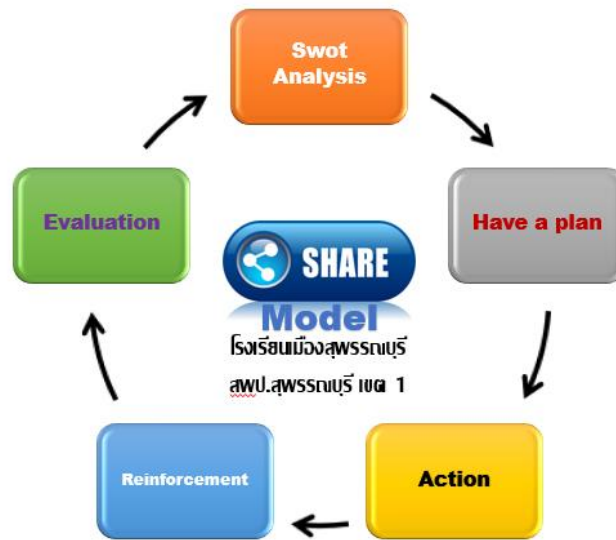 Swot
Analysis
Have a plan
Action
Reinforcement
Evaluation
SHARE
Model
โรงเรียนเมืองสุพรรณบุรี
สพป.สุพรรณบุรี เขต 1